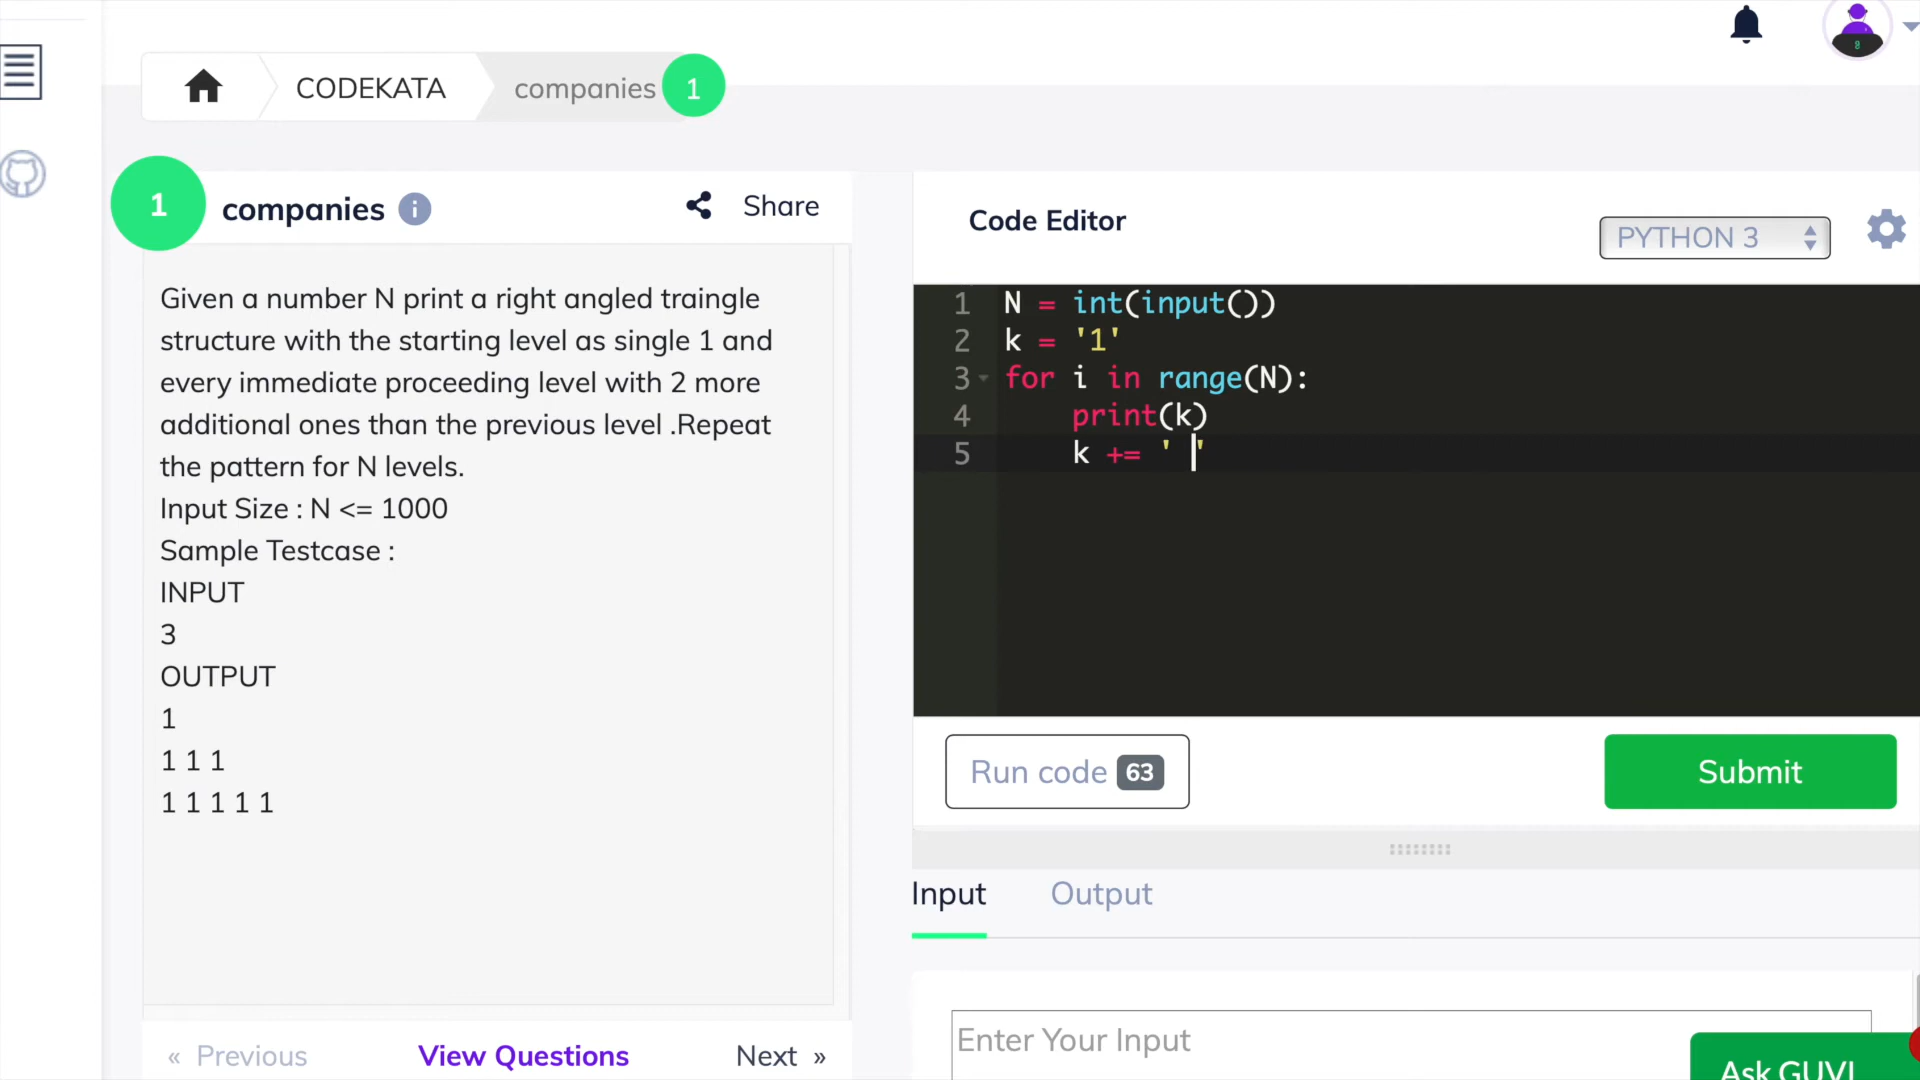 CODEKATA
companies 1
1 companies i
Share
Given a number N print a right angled traingle
structure with the starting level as single 1 and
every immediate proceeding level with 2 more
additional ones than the previous level .Repeat
the pattern for N levels.
Input Size : N <= 1000
Sample Testcase :
INPUT
3
OUTPUT
1
1 1 1
1 1 1 1 1
« Previous
View Questions
Next »
Code Editor
PYTHON 3
1 N = int(input())
2 k = '1'
3 for i in range(N):
4     print(k)
5     k += ' '
Run code 63
Submit
Input
Output
Enter Your Input
Ask GUVI